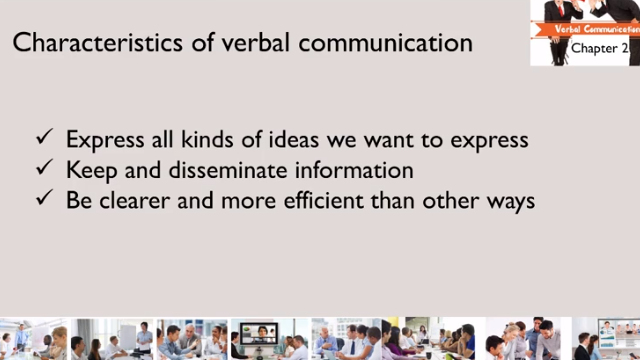 Characteristics of verbal communication
Verbal Communication
Chapter 2
✓ Express all kinds of ideas we want to express
✓ Keep and disseminate information
✓ Be clearer and more efficient than other ways